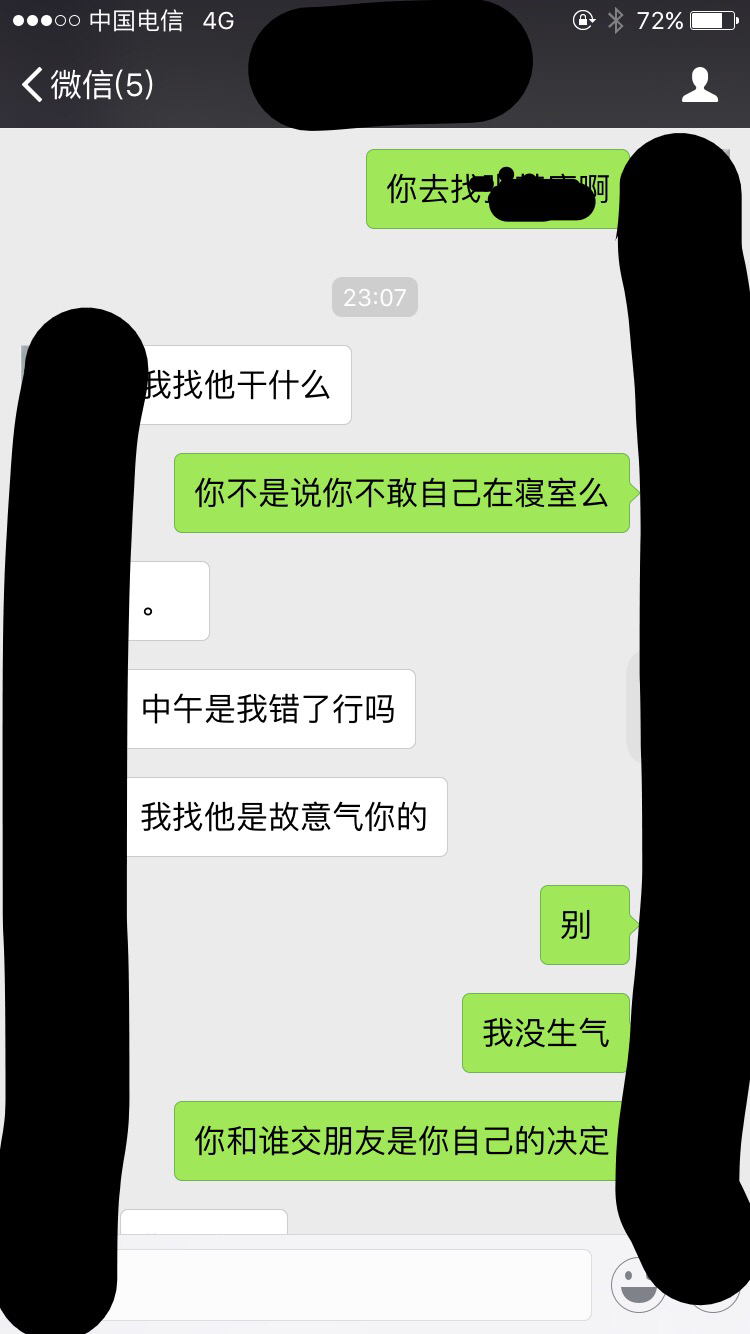 中国电信 4G 72%
微信(5)
你去找啊
23:07
我找他干什么
你不是说你不敢自己在寝室么
。
中午是我错了行吗
我找他是故意气你的
别
我没生气
你和谁交朋友是你自己的决定